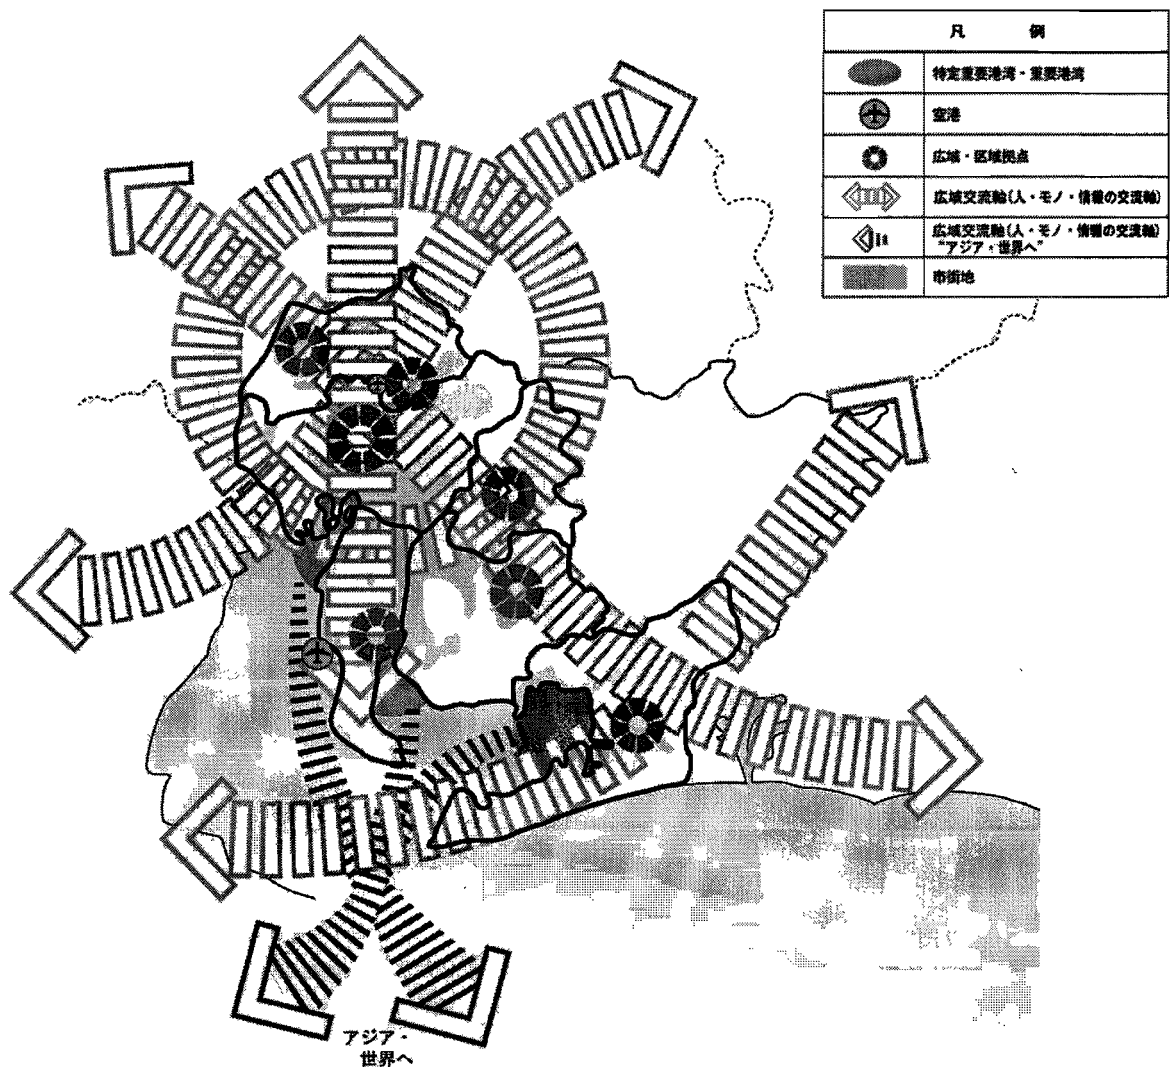 凡 例
特定重要港湾・重要港湾
空港
広域・区域拠点
広域交流軸(人・モノ・情報の交流軸)
広域交流軸(人・モノ・情報の交流軸)
"アジア・世界へ"
市街地
アジア・
世界へ